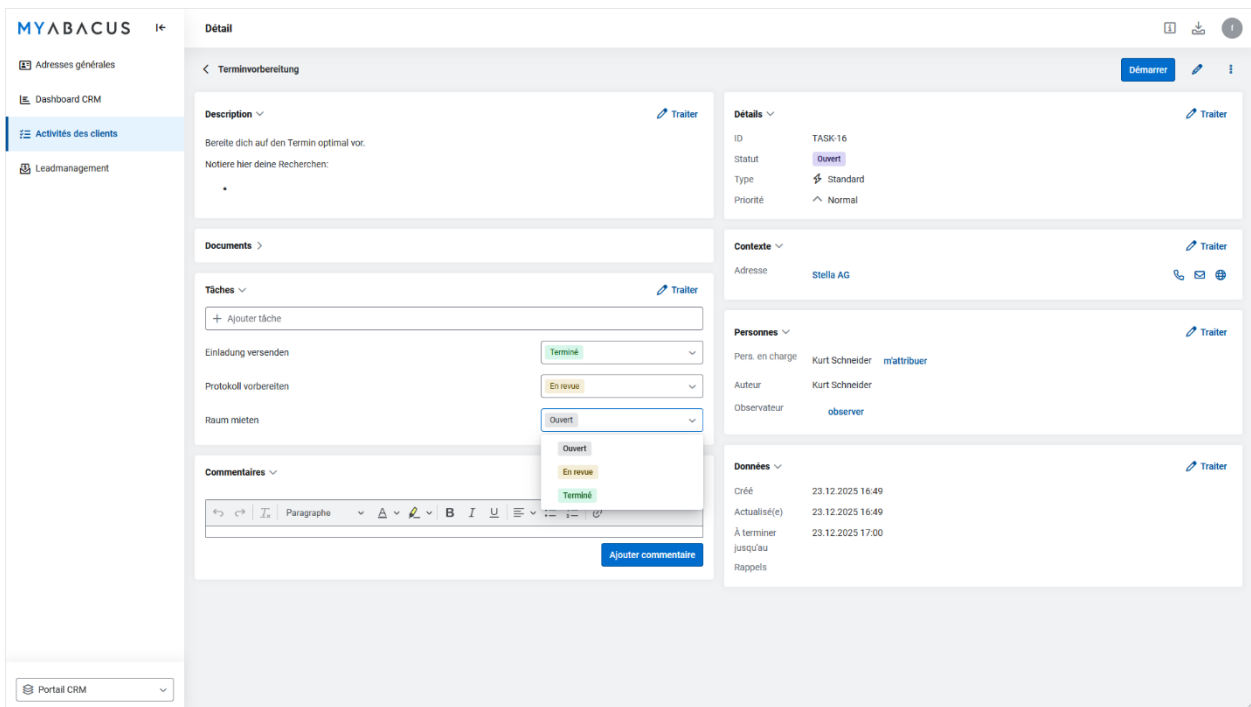 MYABACUS
Détail
Adresses générales
Dashboard CRM
Activités des clients
Leadmanagement
Portail CRM
Terminvorbereitung
Démarrer
Description
Traiter
Bereite dich auf den Termin optimal vor.
Notiere hier deine Recherchen:
Documents
Tâches
Traiter
Ajouter tâche
Einladung versenden
Terminé
Protokoll vorbereiten
En revue
Raum mieten
Ouvert
Ouvert
En revue
Terminé
Commentaires
Paragraphe
Ajouter commentaire
Détails
Traiter
ID TASK-16
Statut Ouvert
Type Standard
Priorité Normal
Contexte
Traiter
Adresse Stella AG
Personnes
Traiter
Pers. en charge Kurt Schneider m'attribuer
Auteur Kurt Schneider
Observateur observer
Données
Traiter
Créé 23.12.2025 16:49
Actualisé(e) 23.12.2025 16:49
À terminer 23.12.2025 17:00
jusqu'au
Rappels